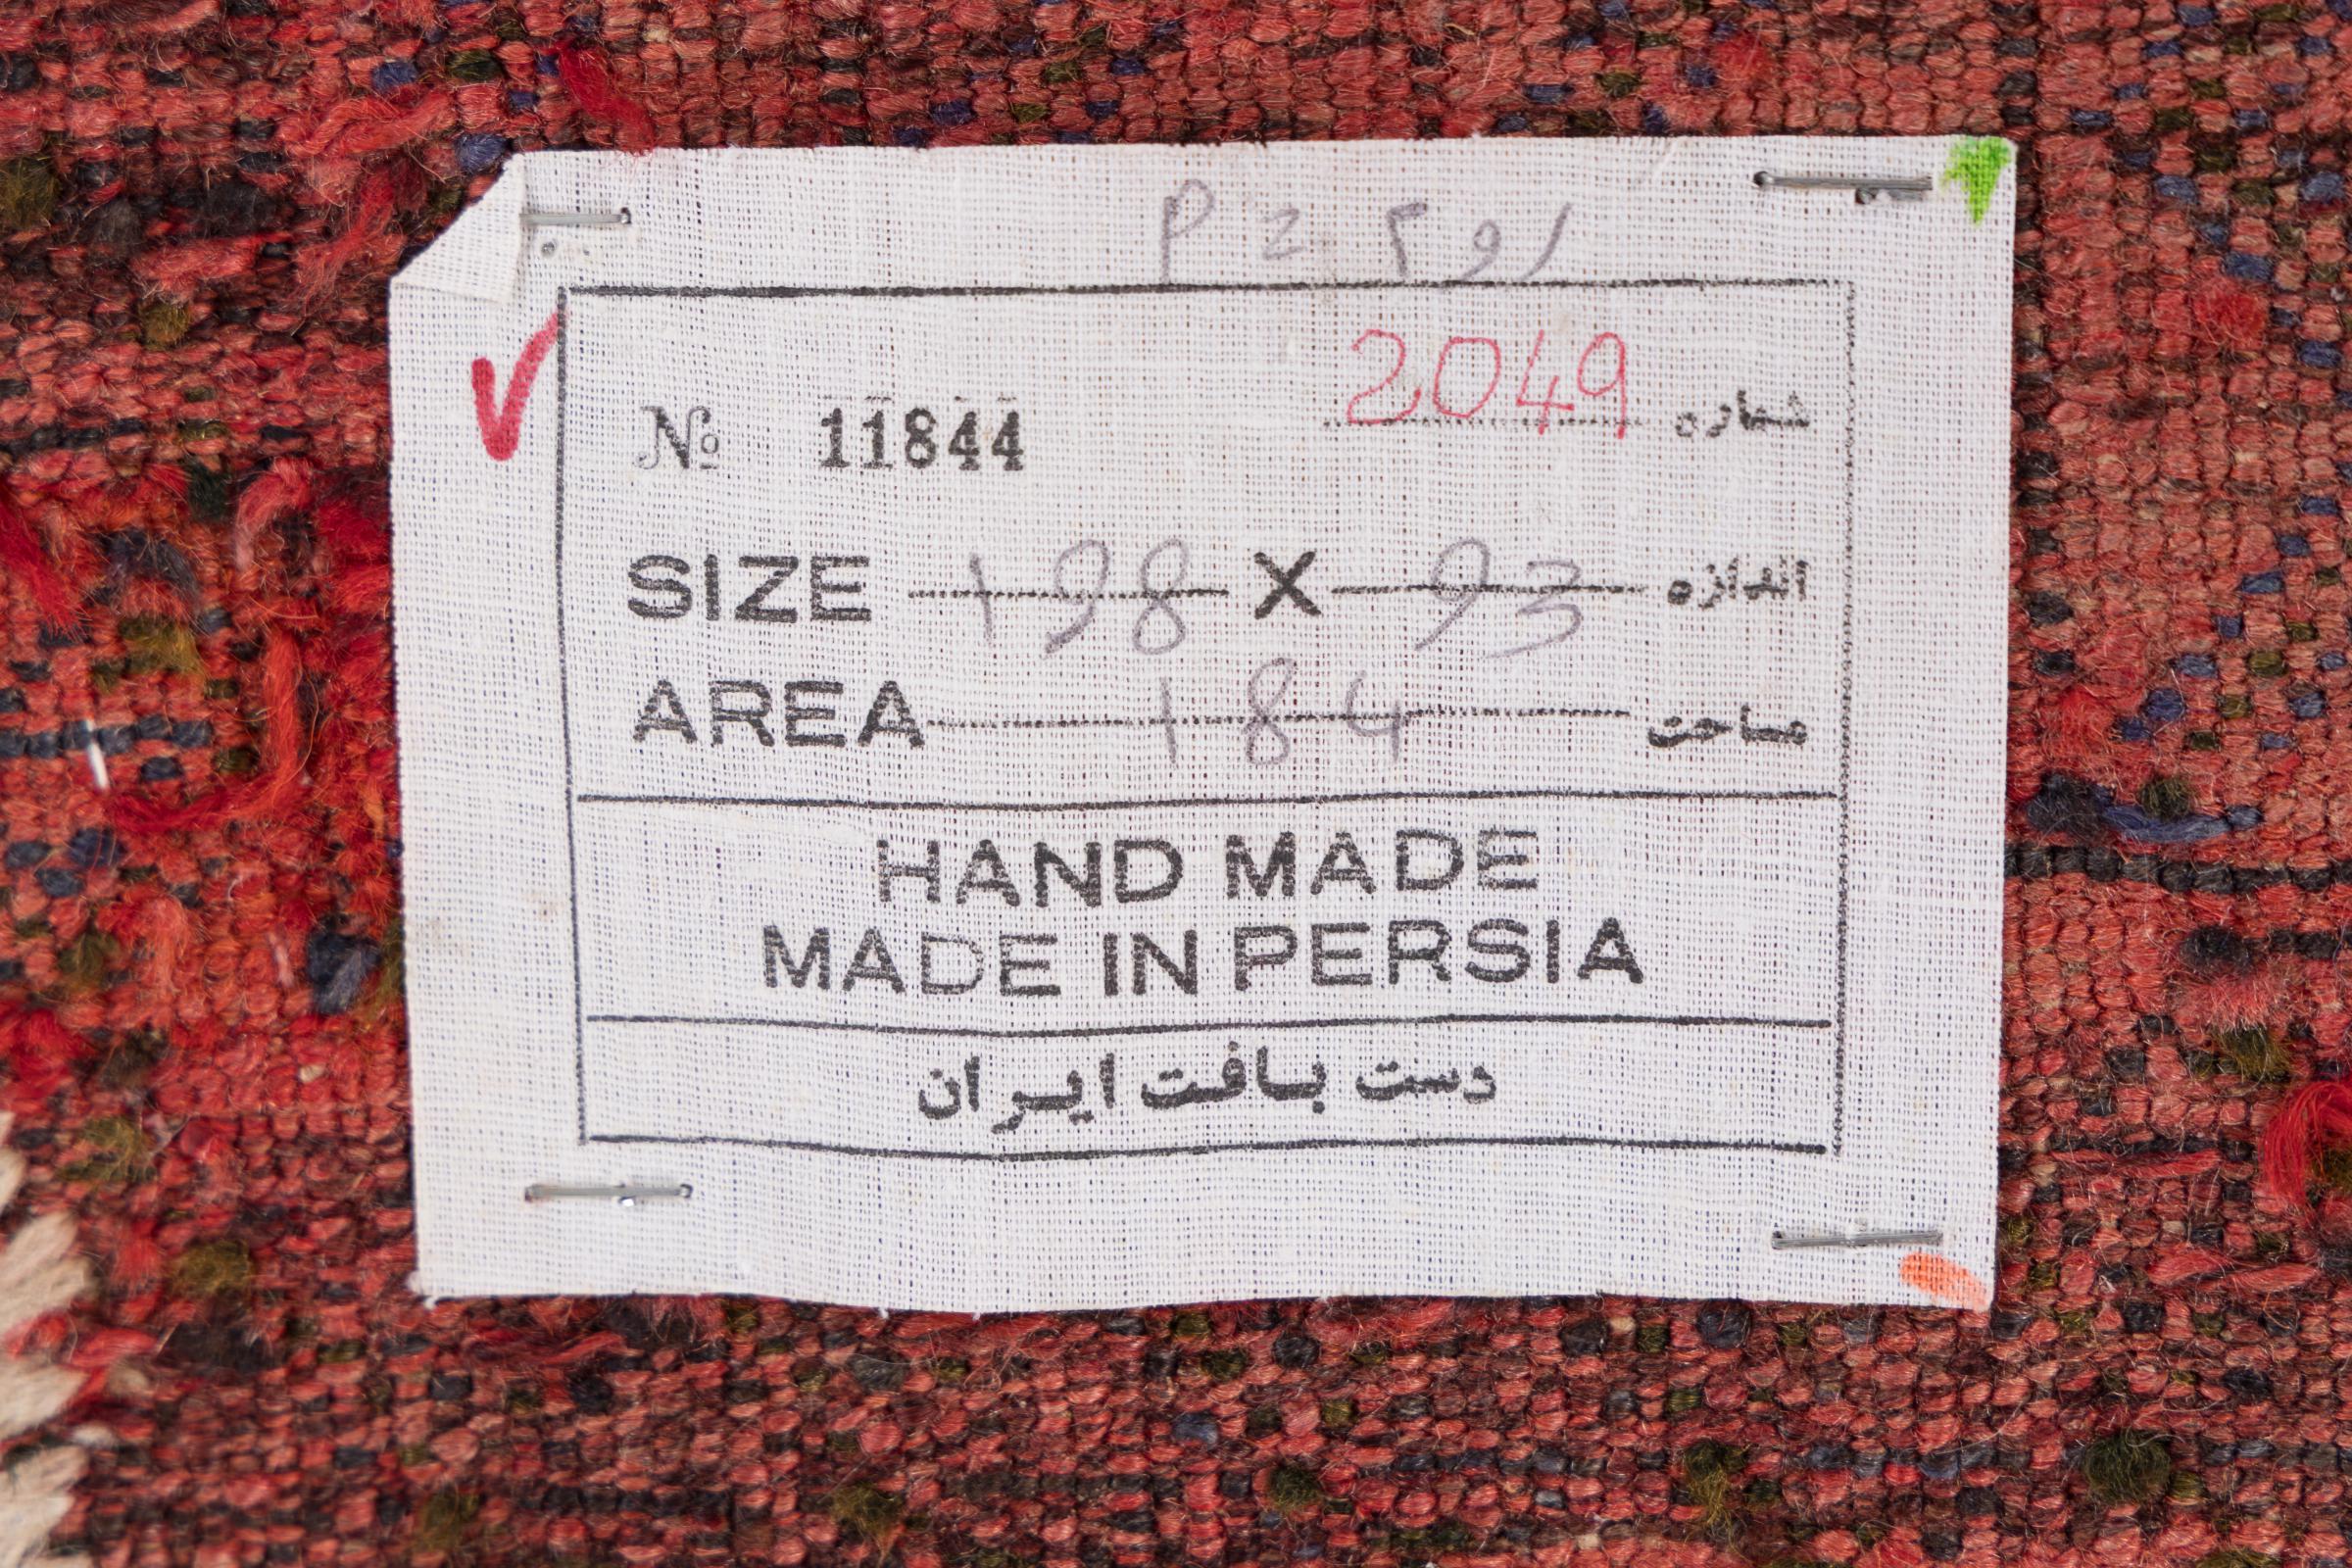 P2
2049 شماره
№ 11844
SIZE 198 X 93 اندازه
AREA 184 مساحت
HAND MADE
MADE IN PERSIA
دست بافت ایران